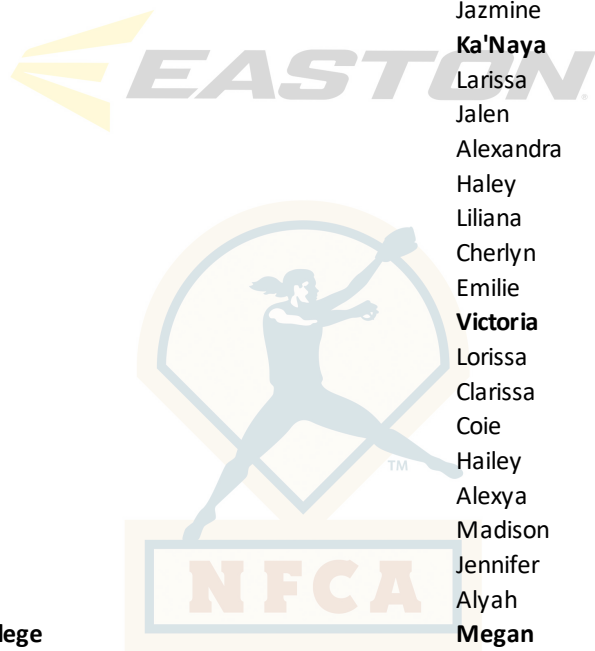 Jazmine
Ka'Naya
EASTON
Larissa
Jalen
Alexandra
Haley
Liliana
Cherlyn
Emilie
Victoria
Lorissa
Clarissa
Coie
Hailey
TM
Alexya
Madison
Jennifer
NFCA
Alyah
lege
Megan